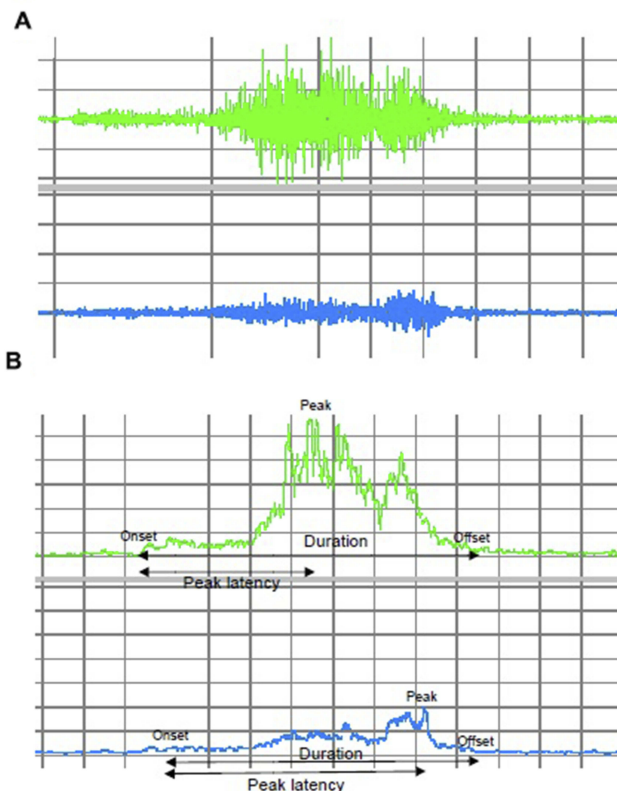 A
B
Peak
Onset
Offset
Duration
Peak latency
Peak
Onset
Offset
Duration
Peak latency